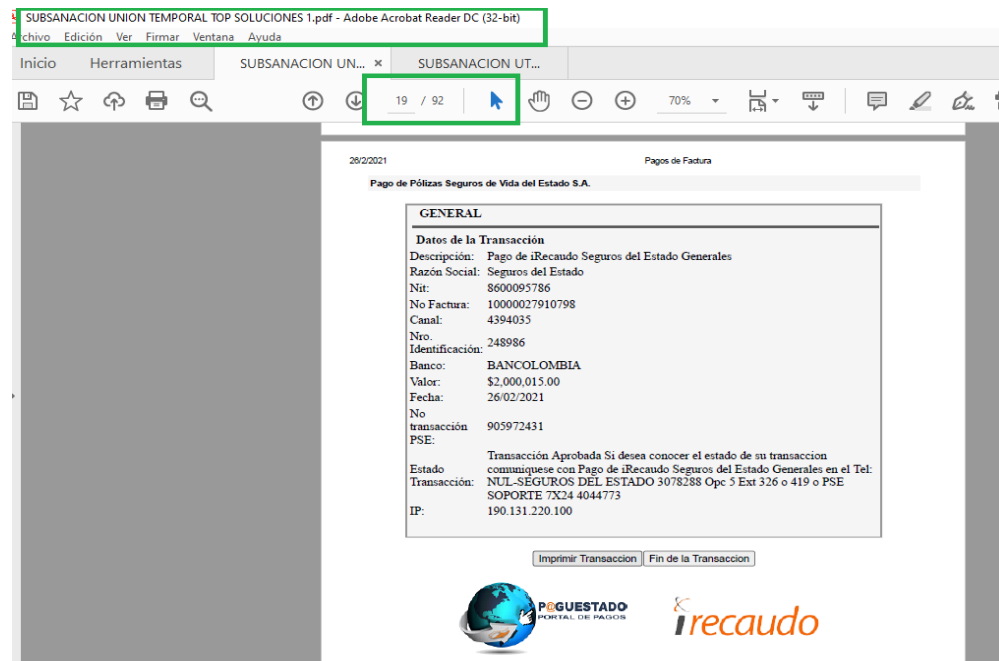 SUBSANACION UNION TEMPORAL TOP SOLUCIONES 1.pdf - Adobe Acrobat Reader DC (32-bit)
Archivo Edición Ver Firmar Ventana Ayuda
Inicio Herramientas SUBSANACION UN... × SUBSANACION UT...
19 / 92 70%
26/2/2021 Pagos de Factura
Pago de Pólizas Seguros de Vida del Estado S.A.
GENERAL
Datos de la Transacción
Descripción: Pago de iRecaudo Seguros del Estado Generales
Razón Social: Seguros del Estado
Nit: 8600095786
No Factura: 10000027910798
Canal: 4394035
Nro.
Identificación: 248986
Banco: BANCOLOMBIA
Valor: $2,000,015.00
Fecha: 26/02/2021
No
transacción 905972431
PSE:
Transacción Aprobada Si desea conocer el estado de su transaccion
Estado comuniquese con Pago de iRecaudo Seguros del Estado Generales en el Tel:
Transacción: NUL-SEGUROS DEL ESTADO 3078288 Opc 5 Ext 326 o 419 o PSE
SOPORTE 7X24 4044773
IP: 190.131.220.100
Imprimir Transaccion Fin de la Transaccion
P@GUESTADO
PORTAL DE PAGOS
irecaudo